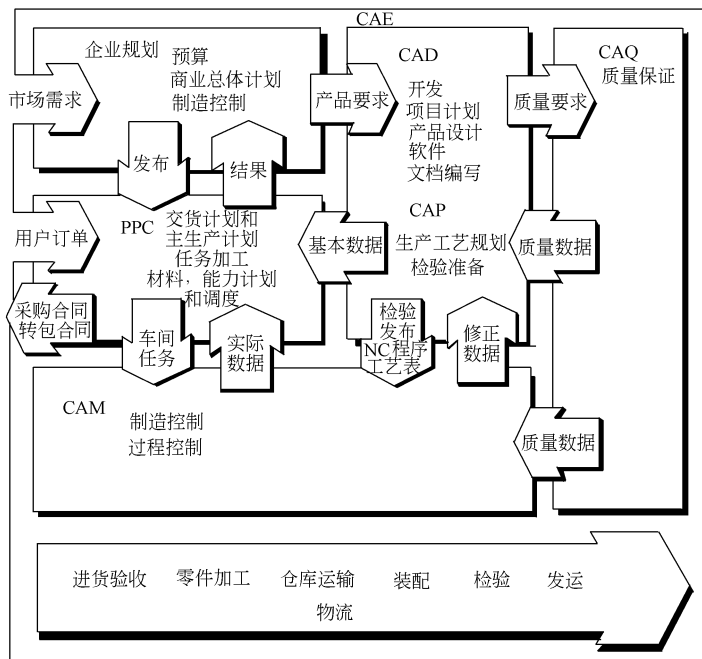 CAE
企业规划
预算
商业总体计划
制造控制
市场需求
产品要求
CAD
开发
项目计划
产品设计
软件
文档编写
质量要求
CAQ
质量保证
发布
结果
用户订单
PPC
交货计划和
主生产计划
任务加工
材料，能力计划
和调度
基本数据
CAP
生产工艺规划
检验准备
质量数据
采购合同
转包合同
车间
任务
实际
数据
检验
发布
NC程序
工艺表
修正
数据
CAM
制造控制
过程控制
质量数据
进货验收 零件加工 仓库运输 装配 检验 发运
物流